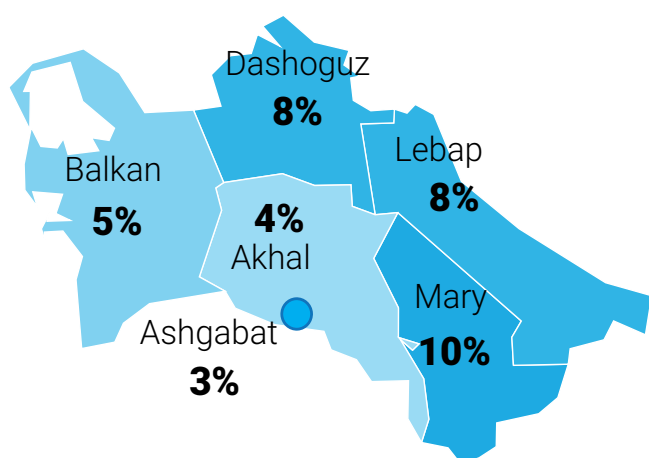 Dashoguz
8%
Lebap
8%
Balkan
5%
4%
Akhal
Mary
10%
Ashgabat
3%